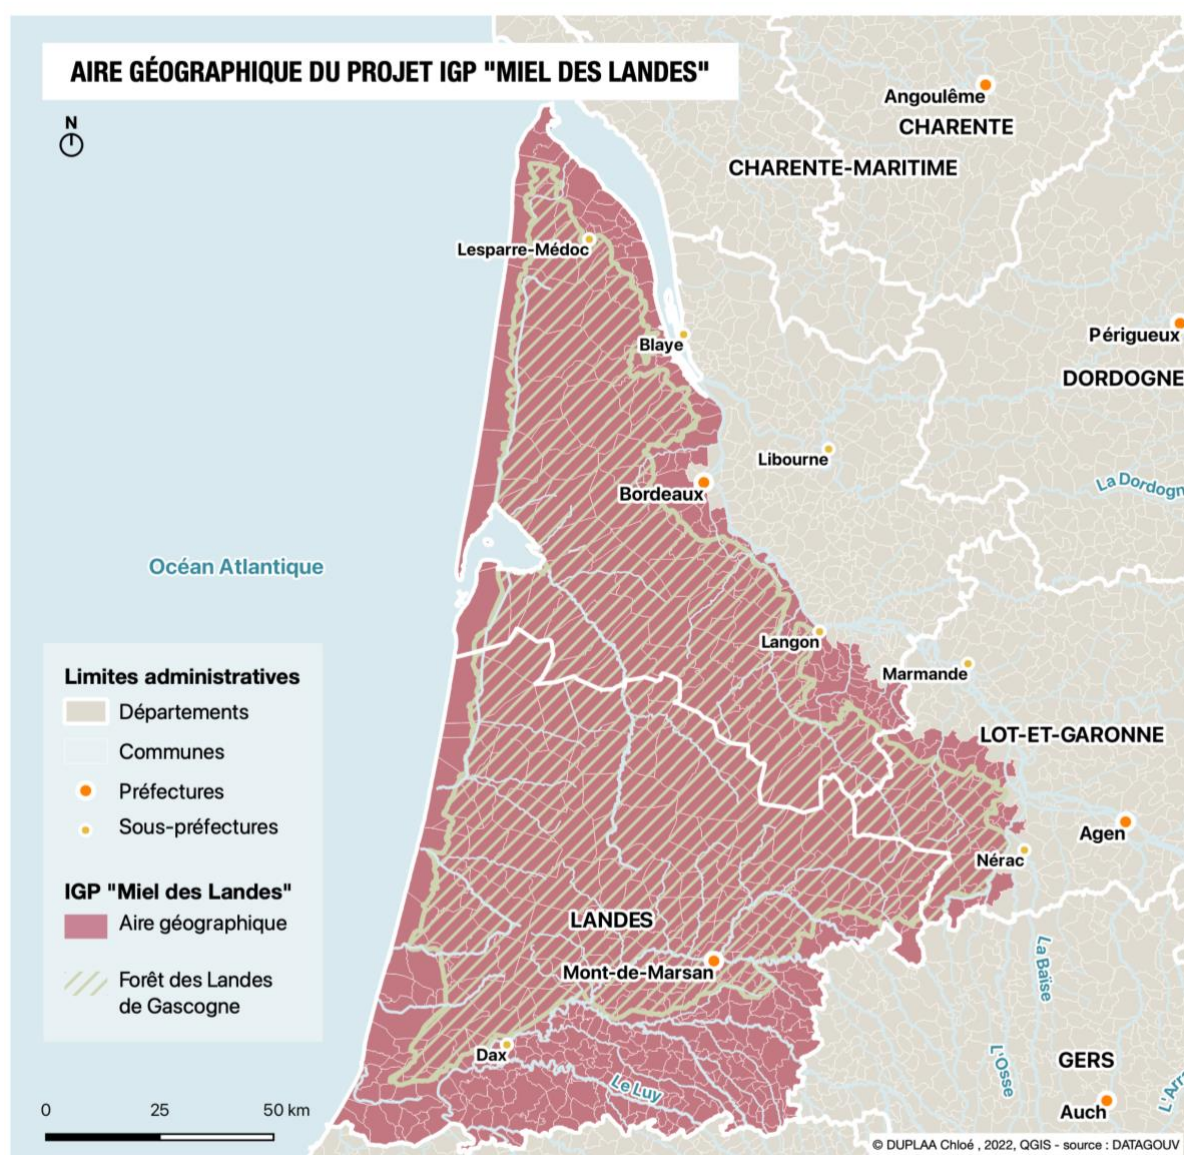 AIRE GÉOGRAPHIQUE DU PROJET IGP "MIEL DES LANDES"
N
Angoulême
CHARENTE
CHARENTE-MARITIME
Lesparre-Médoc
Périgueux
Blaye
DORDOGNE
Libourne
La Dordogn
Bordeaux
Océan Atlantique
Langon
Marmande
LOT-ET-GARONNE
Agen
Nérac
LANDES
Mont-de-Marsan
La Baïse
Dax
Le Luy
L'Osse
GERS
L'Arra
Auch
Limites administratives
Départements
Communes
Préfectures
Sous-préfectures
IGP "Miel des Landes"
Aire géographique
Forêt des Landes
de Gascogne
0 25 50 km
© DUPLAA Chloé , 2022, QGIS - source : DATAGOUV